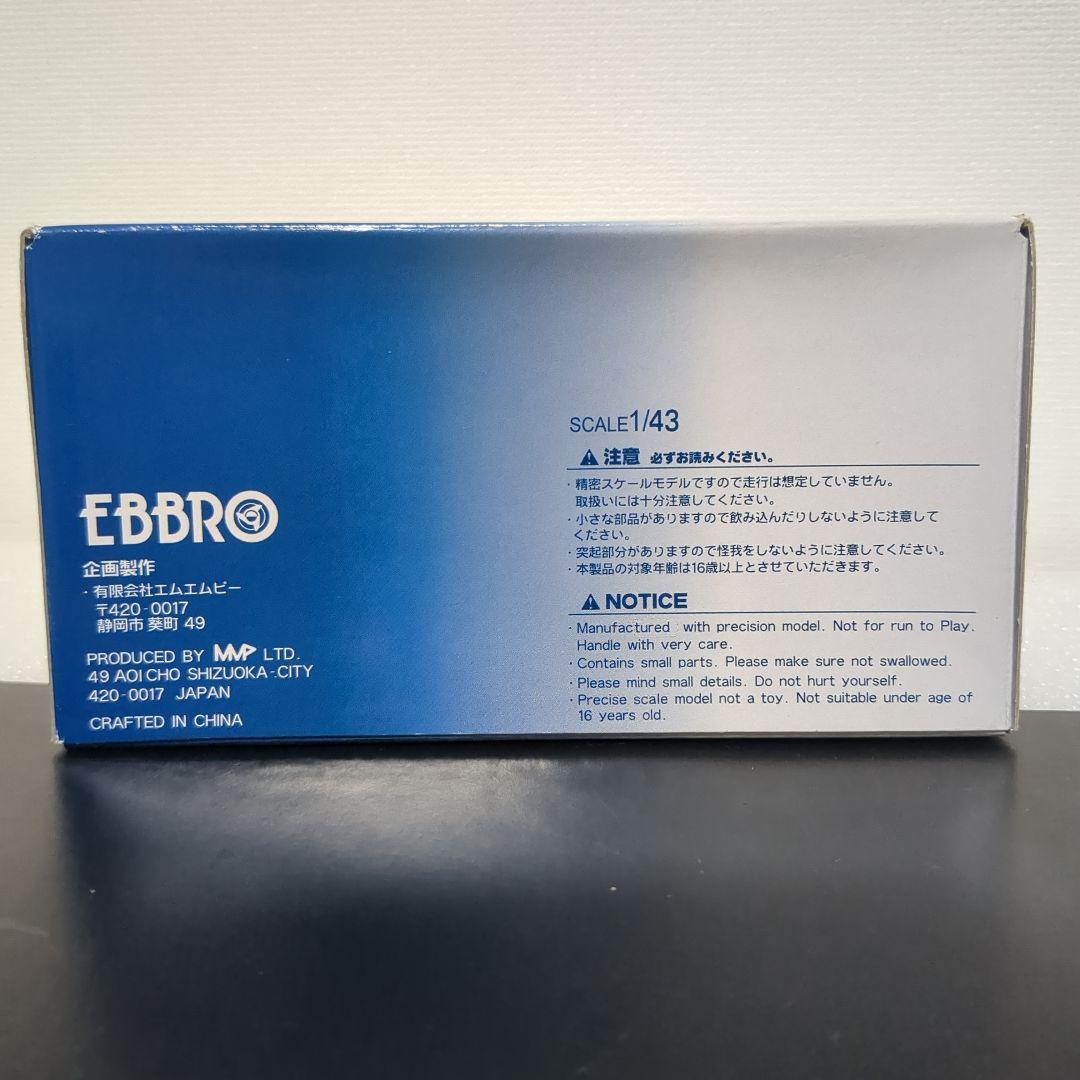 EBBRO
企画製作
・有限会社エムエムピー
〒420-0017
静岡市 葵町 49
PRODUCED BY MMP LTD.
49 AOI CHO SHIZUOKA-CITY
420-0017 JAPAN
CRAFTED IN CHINA
SCALE1/43
注意 必ずお読みください。
・精密スケールモデルですので走行は想定していません。
取扱いには十分注意してください。
・小さな部品がありますので飲み込んだりしないように注意して
ください。
・突起部分がありますので怪我をしないように注意してください。
・本製品の対象年齢は16歳以上とさせていただきます。
NOTICE
・Manufactured with precision model. Not for run to Play.
Handle with very care.
・Contains small parts. Please make sure not swallowed.
・Please mind small details. Do not hurt yourself.
・Precise scale model not a toy. Not suitable under age of
16 years old.